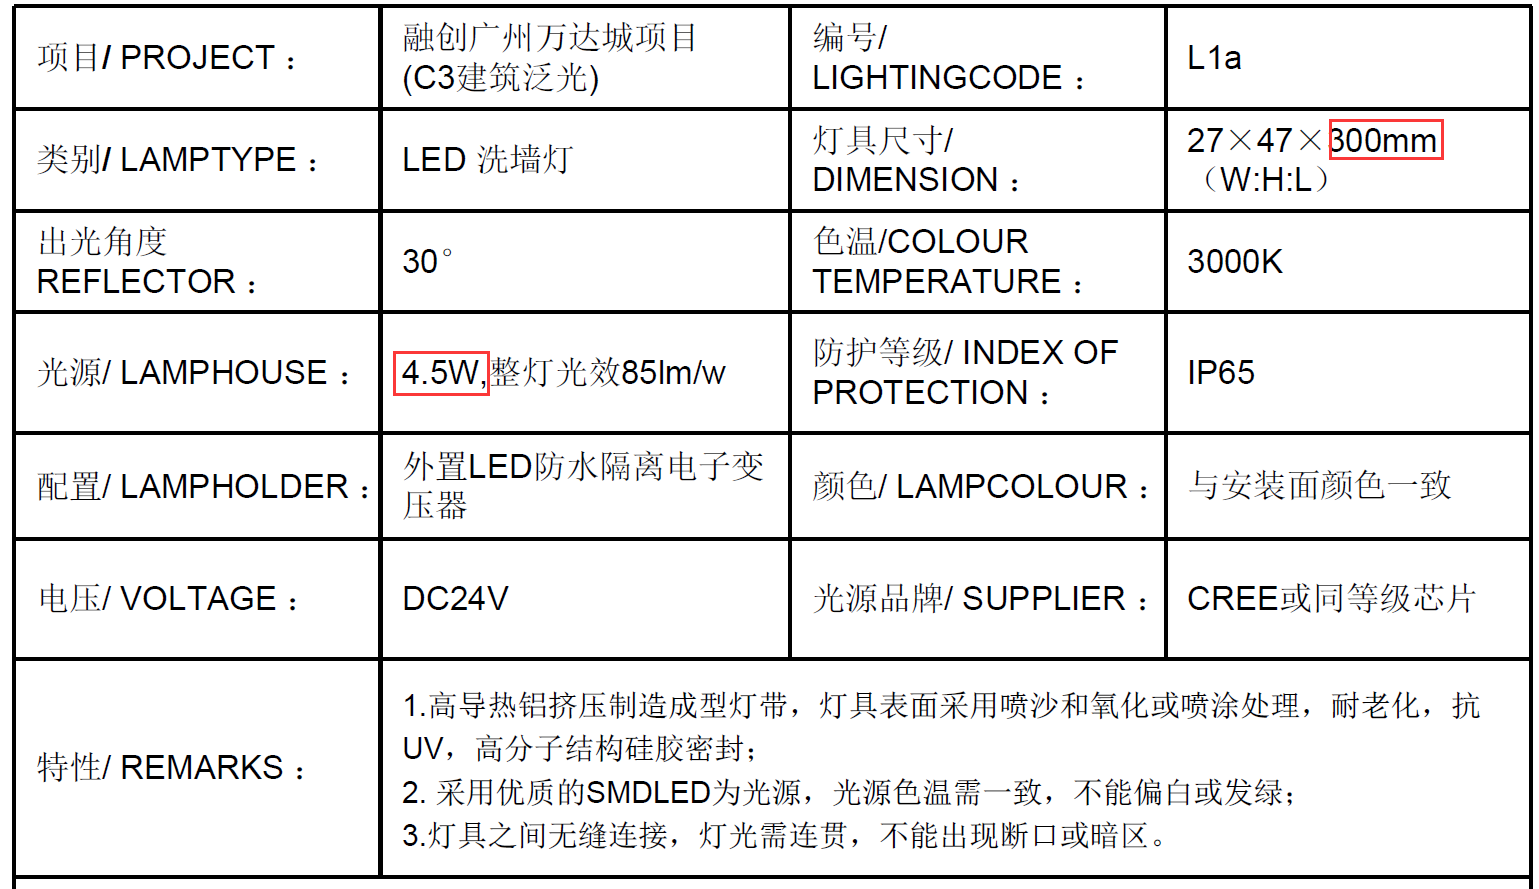 项目/ PROJECT：
融创广州万达城项目
(C3建筑泛光)
编号/
LIGHTINGCODE：
L1a
类别/ LAMPTYPE：
LED 洗墙灯
灯具尺寸/
DIMENSION：
27×47×300mm
（W:H:L）
出光角度
REFLECTOR：
30°
色温/COLOUR
TEMPERATURE：
3000K
光源/ LAMPHOUSE：
4.5W,整灯光效85lm/w
防护等级/ INDEX OF
PROTECTION：
IP65
配置/ LAMPHOLDER：
外置LED防水隔离电子变
压器
颜色/ LAMPCOLOUR：
与安装面颜色一致
电压/ VOLTAGE：
DC24V
光源品牌/ SUPPLIER：
CREE或同等级芯片
特性/ REMARKS：
1.高导热铝挤压制造成型灯带，灯具表面采用喷沙和氧化或喷涂处理，耐老化，抗
UV，高分子结构硅胶密封；
2. 采用优质的SMDLED为光源，光源色温需一致，不能偏白或发绿；
3.灯具之间无缝连接，灯光需连贯，不能出现断口或暗区。